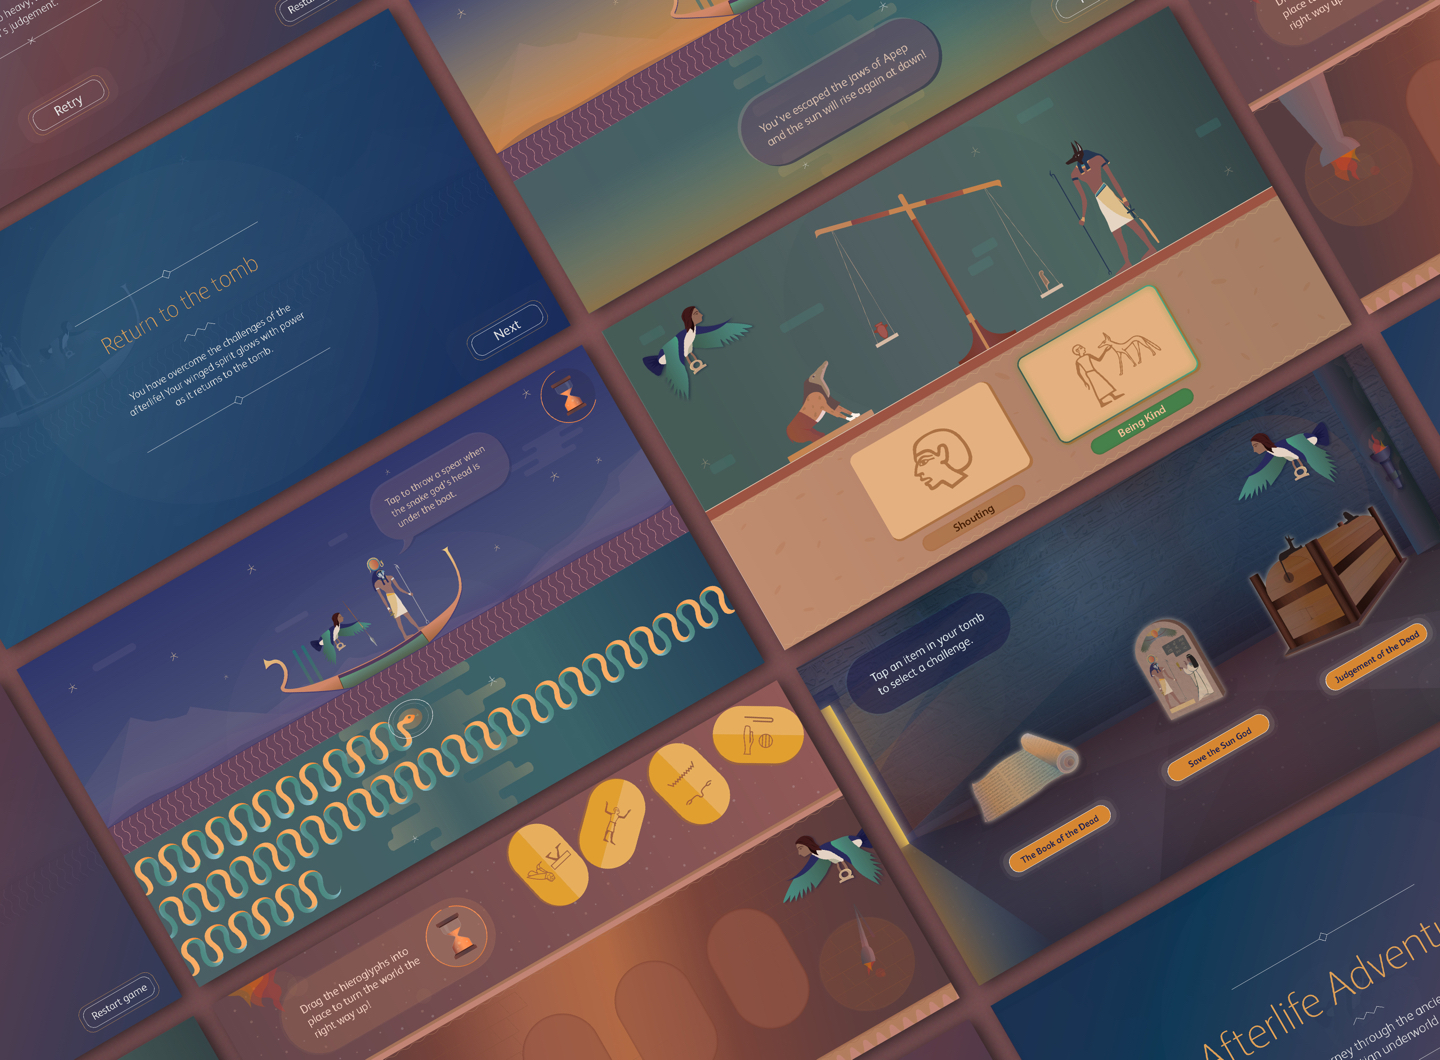 heavy,
's judgement.
Retry
Resta
Return to the tomb
You have overcome the challenges of the
afterlife! Your winged spirit glows with power
as it returns to the tomb.
Next
You've escaped the jaws of Apep
and the sun will rise again at dawn!
place t
right way up!
Tap to throw a spear when
the snake god's head is
under the boat.
Being Kind
Shouting
Tap an item in your tomb
to select a challenge.
Judgement of the Dead
Save the Sun God
The Book of the Dead
Drag the hieroglyphs into
place to turn the world the
right way up!
Restart game
Afterlife Adventu
rney through the ancie
ian underworld